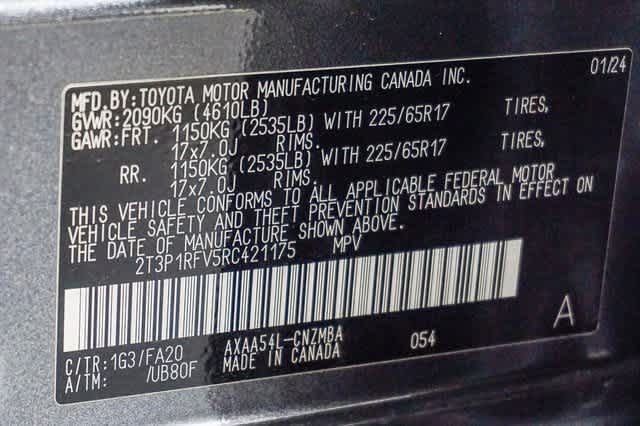 MFD. BY: TOYOTA MOTOR MANUFACTURING CANADA INC. 01/24
GVWR: 2090KG (4610LB)
GAWR: FRT. 1150KG (2535LB) WITH 225/65R17 TIRES,
17x7.0J RIMS.
RR. 1150KG (2535LB) WITH 225/65R17 TIRES,
17x7.0J RIMS.
THIS VEHICLE CONFORMS TO ALL APPLICABLE FEDERAL MOTOR
VEHICLE SAFETY AND THEFT PREVENTION STANDARDS IN EFFECT ON
THE DATE OF MANUFACTURE SHOWN ABOVE.
2T3P1RFV5RC421175 MPV
C/TR: 1G3/FA20 AXAA54L-CNZMBA 054 A
A/TM: /UB80F MADE IN CANADA